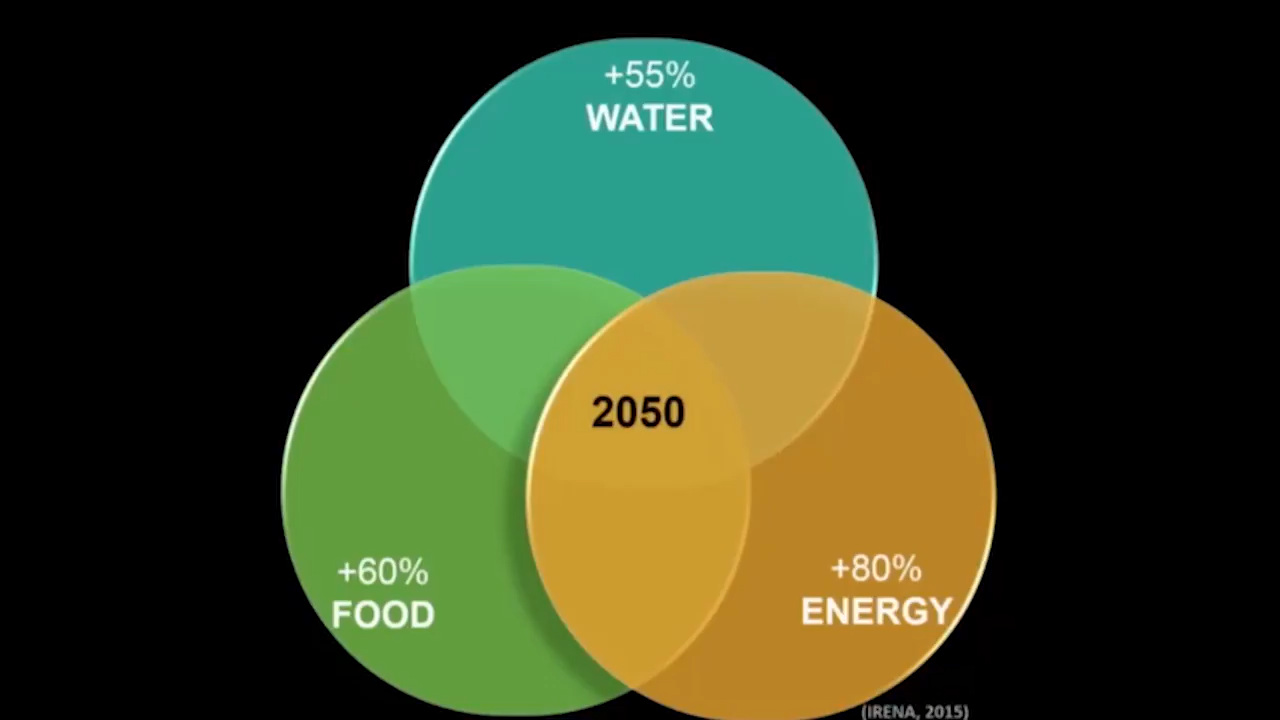 +55%
WATER
2050
+60%
FOOD
+80%
ENERGY
(IRENA, 2015)